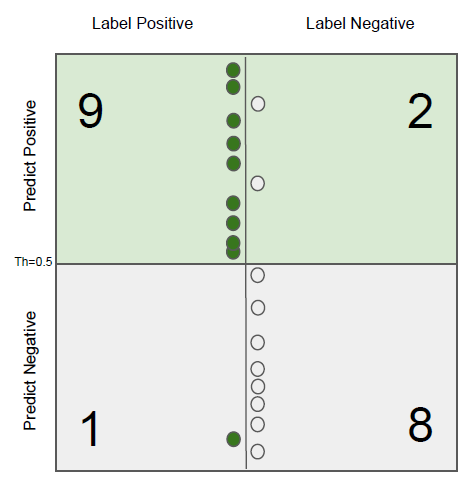 Label Positive
Label Negative
Predict Positive
9
2
Th=0.5
Predict Negative
1
8